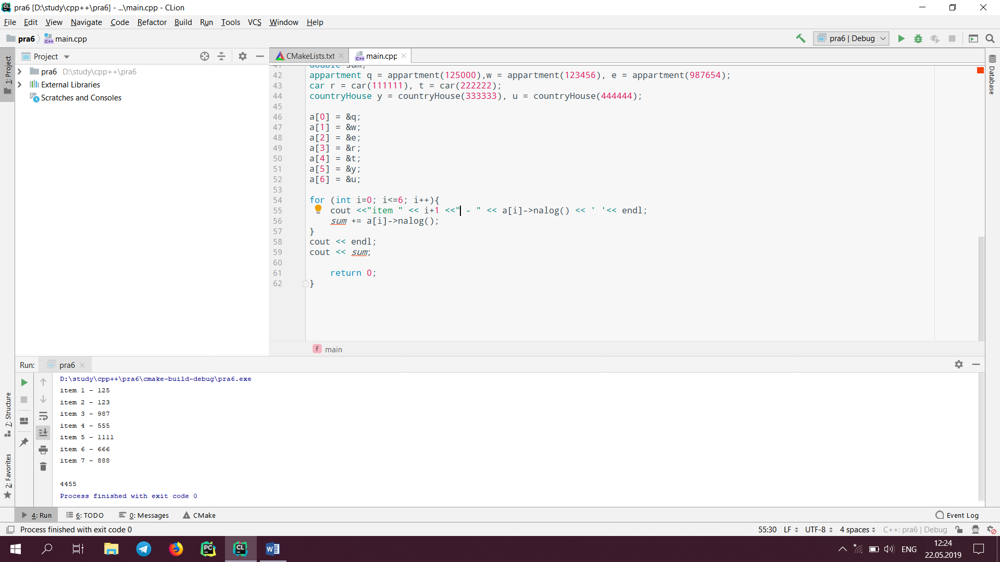 pra6 [D:\study\cpp++\pra6] - ...\main.cpp - CLion
File Edit View Navigate Code Refactor Build Run Tools VCS Window Help
pra6 main.cpp pra6 | Debug
1: Project
Project
CMakeLists.txt main.cpp
pra6 D:\study\cpp++\pra6
External Libraries
Scratches and Consoles
Database
41 double sum;
42 appartment q = appartment(125000),w = appartment(123456), e = appartment(987654);
43 car r = car(111111), t = car(222222);
44 countryHouse y = countryHouse(333333), u = countryHouse(444444);
45
46 a[0] = &q;
47 a[1] = &w;
48 a[2] = &e;
49 a[3] = &r;
50 a[4] = &t;
51 a[5] = &y;
52 a[6] = &u;
53
54 for (int i=0; i<=6; i++){
55 cout <<"item " << i+1 <<" - " << a[i]->nalog() << ' '<< endl;
56 sum += a[i]->nalog();
57 }
58 cout << endl;
59 cout << sum;
60
61 return 0;
62 }
f main
Run: pra6
D:\study\cpp++\pra6\cmake-build-debug\pra6.exe
item 1 - 125
item 2 - 123
item 3 - 987
item 4 - 555
item 5 - 1111
item 6 - 666
item 7 - 888
4455
Process finished with exit code 0
7: Structure
2: Favorites
4: Run 6: TODO 0: Messages CMake Event Log
Process finished with exit code 0 55:30 LF UTF-8 4 spaces C++: pra6 | Debug
PC CL W ENG 12:24
22.05.2019